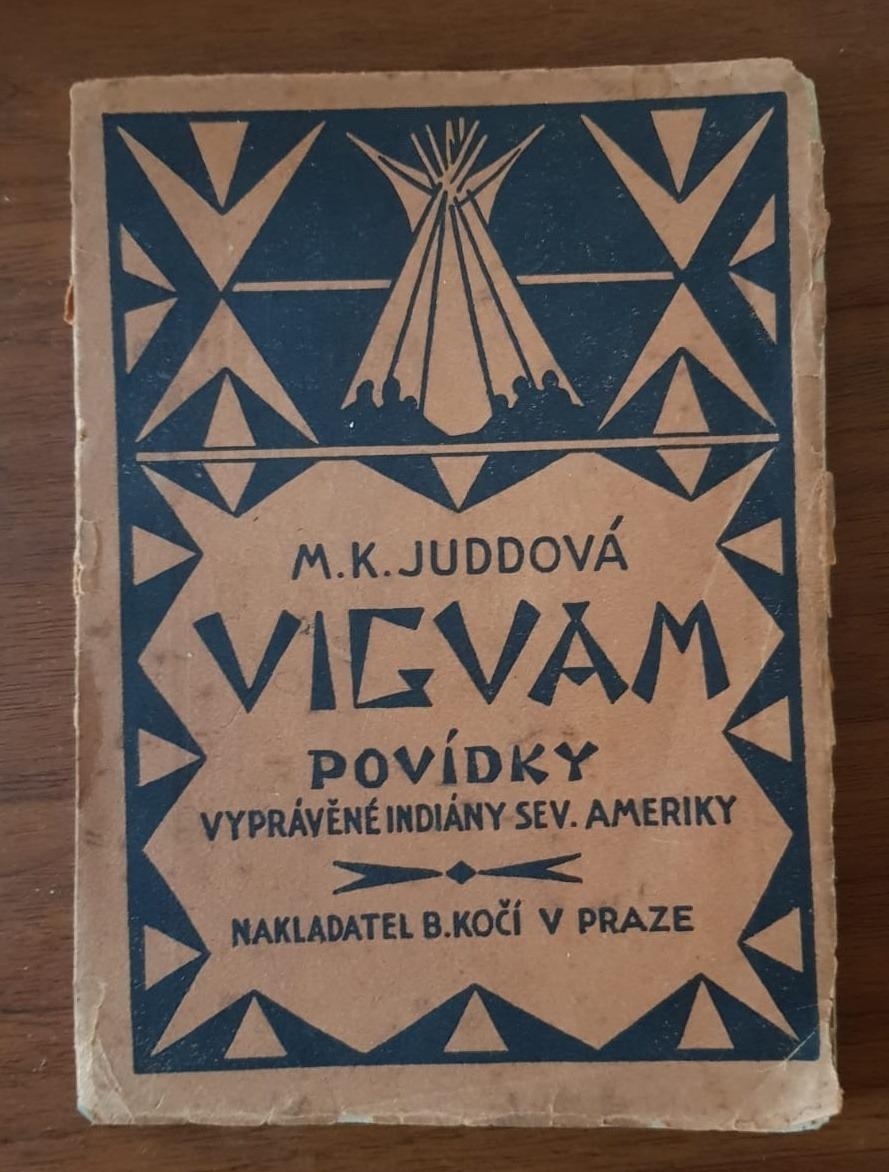 M.K.JUDDOVÁ
VIGVAM
POVÍDKY
VYPRÁVĚNÉ INDIÁNY SEV. AMERIKY
NAKLADATEL B.KOČÍ V PRAZE